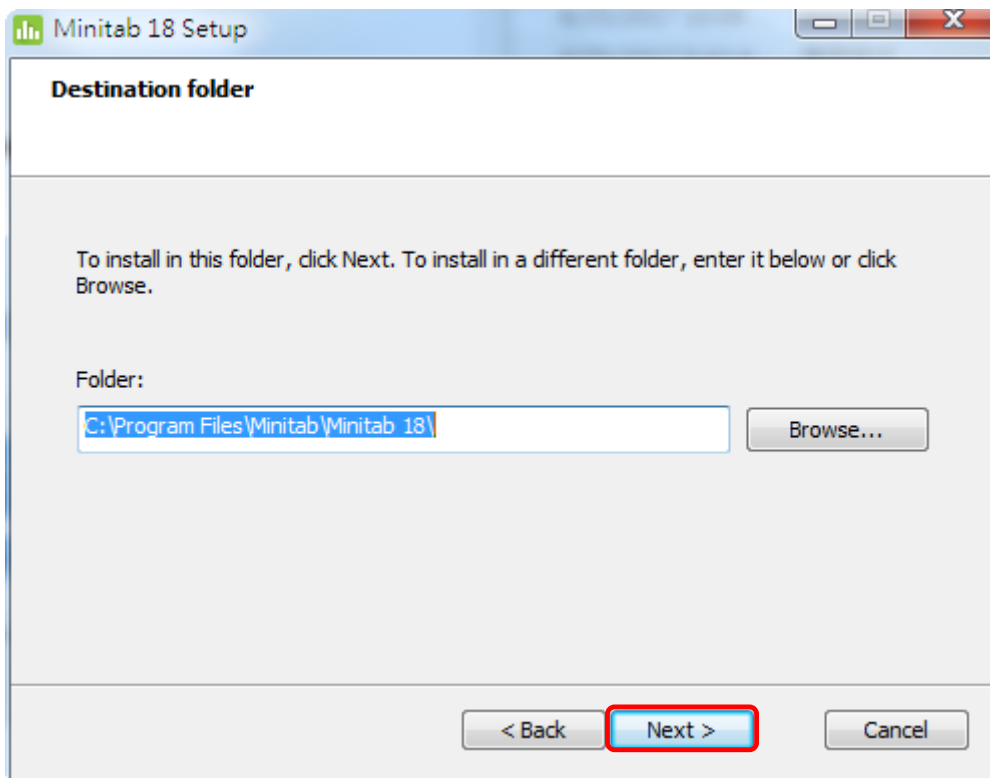 Minitab 18 Setup
Destination folder
To install in this folder, click Next. To install in a different folder, enter it below or click
Browse.
Folder:
C:\Program Files\Minitab\Minitab 18\
Browse...
< Back
Next >
Cancel